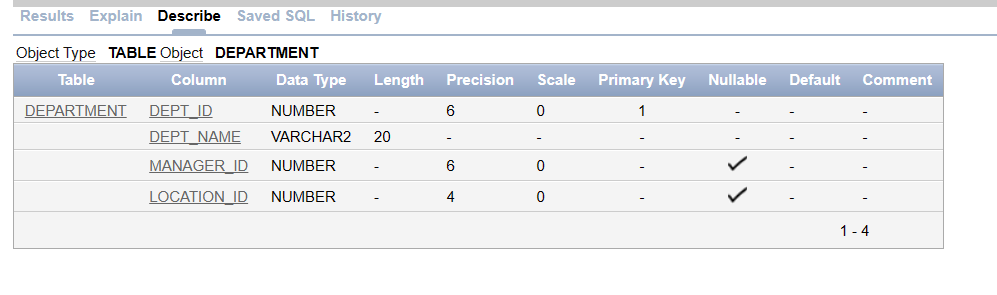 Results Explain Describe Saved SQL History
Object Type TABLE Object DEPARTMENT
Table Column Data Type Length Precision Scale Primary Key Nullable Default Comment
DEPARTMENT DEPT_ID NUMBER - 6 0 1 - - -
DEPT_NAME VARCHAR2 20 - - - - - -
MANAGER_ID NUMBER - 6 0 - ✓ - -
LOCATION_ID NUMBER - 4 0 - ✓ - -
1 - 4